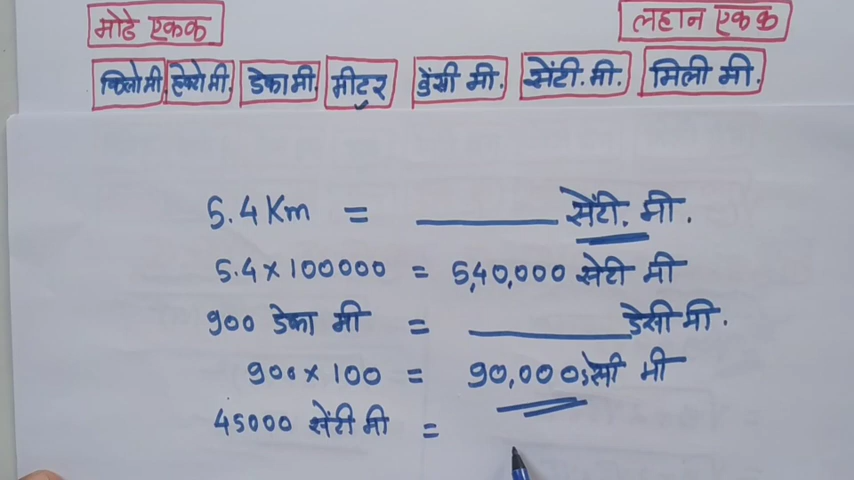 मोठे एकक लहान एकक
किलोमी हेक्टोमी. डेकामी. मीटर डेसी मी. सेंटी.मी. मिली मी.
5.4 Km = ________ सेंटी. मी.
5.4 x 100000 = 5,40,000 सेंटी मी
900 डेका मी = ________ डेसी मी.
900 x 100 = 90,000 डेसी मी
45000 सेंटी मी =